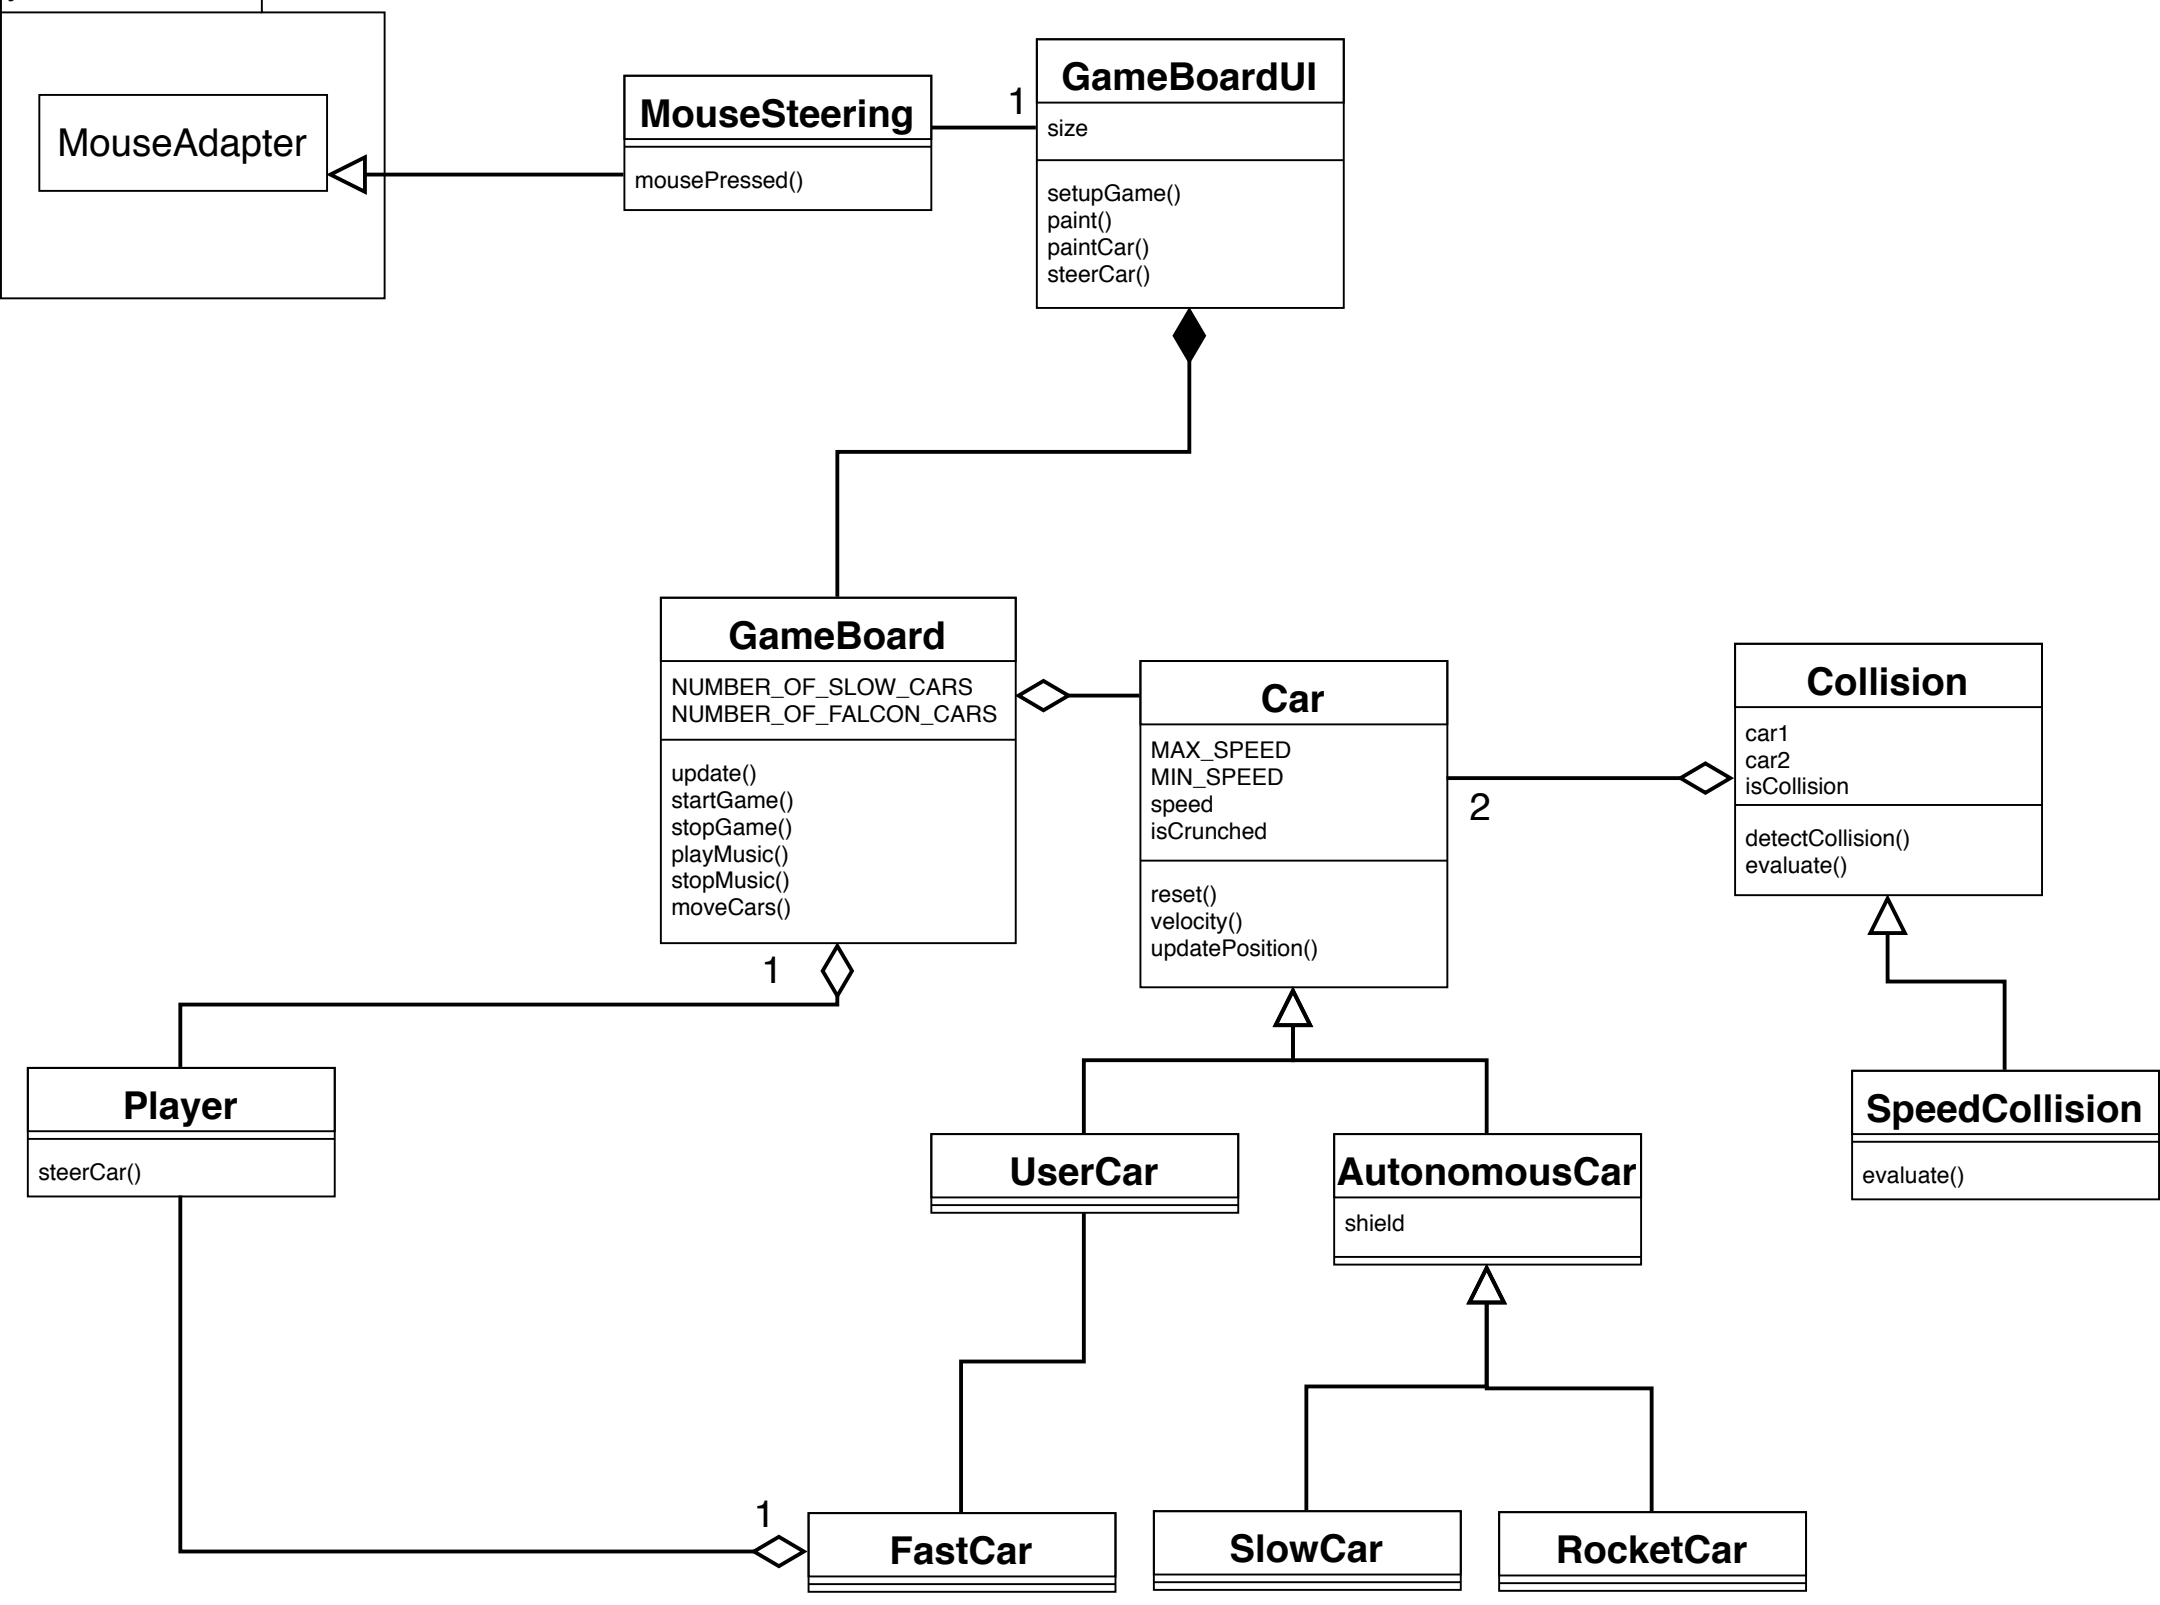 MouseAdapter
MouseSteering
mousePressed()
1
GameBoardUI
size
setupGame()
paint()
paintCar()
steerCar()
GameBoard
NUMBER_OF_SLOW_CARS
NUMBER_OF_FALCON_CARS
update()
startGame()
stopGame()
playMusic()
stopMusic()
moveCars()
1
Car
MAX_SPEED
MIN_SPEED
speed
isCrunched
reset()
velocity()
updatePosition()
2
Collision
car1
car2
isCollision
detectCollision()
evaluate()
Player
steerCar()
UserCar
AutonomousCar
shield
SpeedCollision
evaluate()
1
FastCar
SlowCar
RocketCar